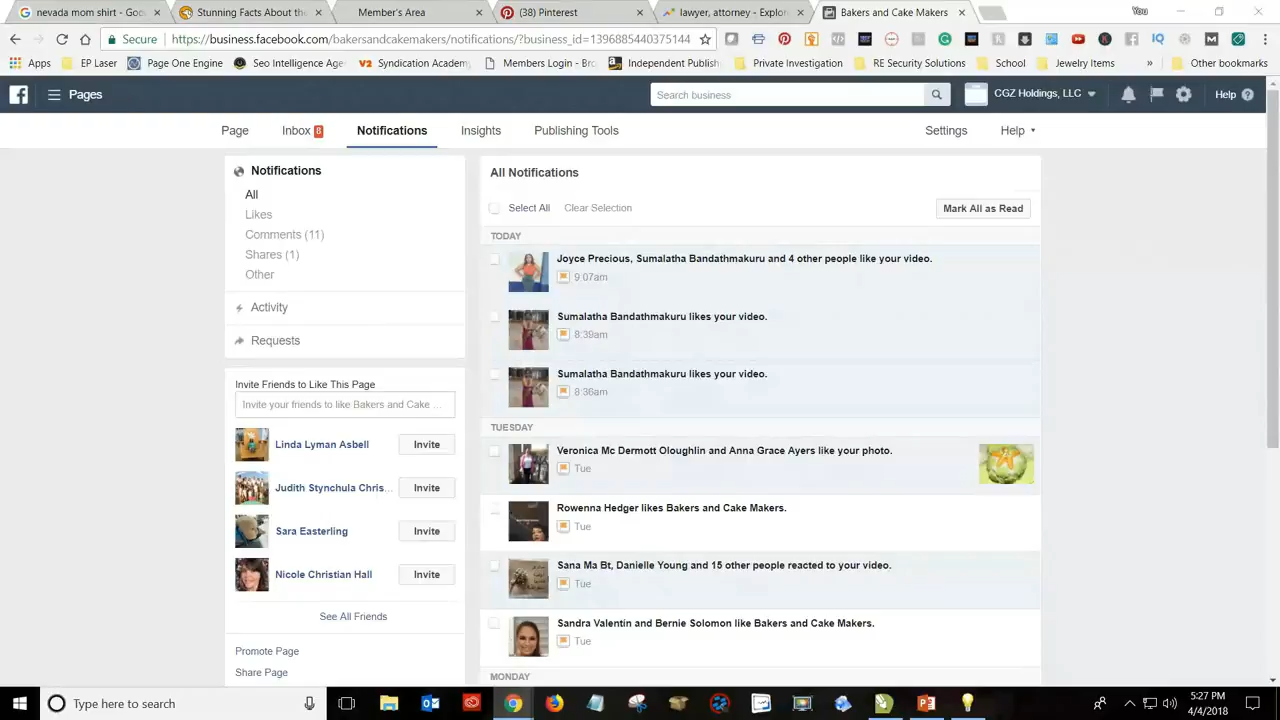 nevada mom shirt - Goo
Stunning Facts About the
Member's Area
(38) Pinterest
lawyer, attorney - Explor
Bakers and Cake Makers
You
Secure
https://business.facebook.com/bakersandcakemakers/notifications/?business_id=1396885440375144
Apps
EP Laser
Page One Engine
Seo Intelligence Age
V2 Syndication Acade
Members Login - Bro
Independent Publish
Private Investigation
RE Security Solutions
School
Jewelry Items
»
Other bookmarks
Pages
Search business
CGZ Holdings, LLC
Help
Page
Inbox 8
Notifications
Insights
Publishing Tools
Settings
Help
Notifications
All
Likes
Comments (11)
Shares (1)
Other
Activity
Requests
Invite Friends to Like This Page
Invite your friends to like Bakers and Cake ...
Linda Lyman Asbell
Invite
Judith Stynchula Chris...
Invite
Sara Easterling
Invite
Nicole Christian Hall
Invite
See All Friends
Promote Page
Share Page
All Notifications
Select All
Clear Selection
Mark All as Read
TODAY
Joyce Precious, Sumalatha Bandathmakuru and 4 other people like your video.
9:07am
Sumalatha Bandathmakuru likes your video.
8:39am
Sumalatha Bandathmakuru likes your video.
8:36am
TUESDAY
Veronica Mc Dermott Oloughlin and Anna Grace Ayers like your photo.
Tue
Rowenna Hedger likes Bakers and Cake Makers.
Tue
Sana Ma Bt, Danielle Young and 15 other people reacted to your video.
Tue
Sandra Valentin and Bernie Solomon like Bakers and Cake Makers.
Tue
MONDAY
Type here to search
5:27 PM
4/4/2018